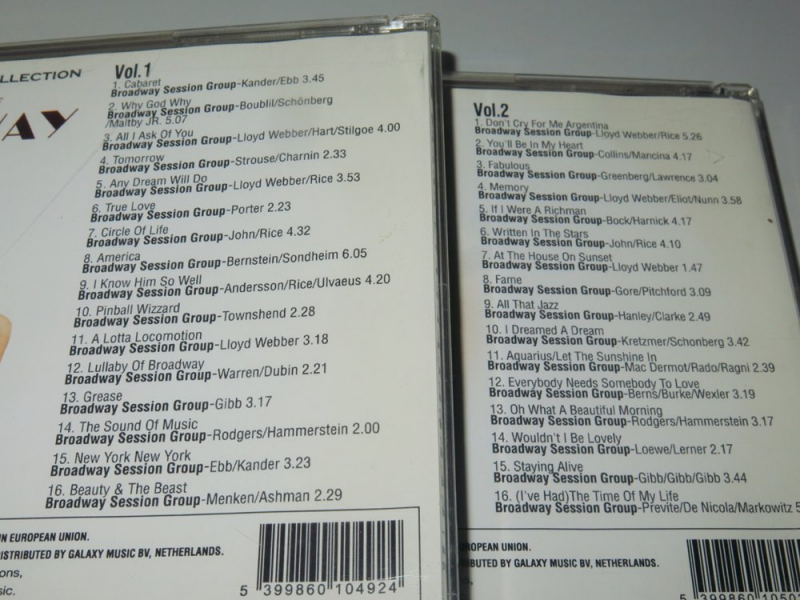 LLECTION
WAY
Vol.1
1. Cabaret
Broadway Session Group-Kander/Ebb 3.45
2. Why God Why
Broadway Session Group-Boublil/Schönberg
/Maltby JR. 5.07
3. All I Ask Of You
Broadway Session Group-Lloyd Webber/Hart/Stilgoe 4.00
4. Tomorrow
Broadway Session Group-Strouse/Charnin 2.33
5. Any Dream Will Do
Broadway Session Group-Lloyd Webber/Rice 3.53
6. True Love
Broadway Session Group-Porter 2.23
7. Circle Of Life
Broadway Session Group-John/Rice 4.32
8. America
Broadway Session Group-Bernstein/Sondheim 6.05
9. I Know Him So Well
Broadway Session Group-Andersson/Rice/Ulvaeus 4.20
10. Pinball Wizzard
Broadway Session Group-Townshend 2.28
11. A Lotta Locomotion
Broadway Session Group-Lloyd Webber 3.18
12. Lullaby Of Broadway
Broadway Session Group-Warren/Dubin 2.21
13. Grease
Broadway Session Group-Gibb 3.17
14. The Sound Of Music
Broadway Session Group-Rodgers/Hammerstein 2.00
15. New York New York
Broadway Session Group-Ebb/Kander 3.23
16. Beauty & The Beast
Broadway Session Group-Menken/Ashman 2.29
IN EUROPEAN UNION.
DISTRIBUTED BY GALAXY MUSIC BV, NETHERLANDS.
ons,
sic.
5 399860 104924
Vol.2
1. Don't Cry For Me Argentina
Broadway Session Group-Lloyd Webber/Rice 5.26
2. You'll Be In My Heart
Broadway Session Group-Collins/Mancina 4.17
3. Fabulous
Broadway Session Group-Greenberg/Lawrence 3.04
4. Memory
Broadway Session Group-Lloyd Webber/Eliot/Nunn 3.58
5. If I Were A Richman
Broadway Session Group-Bock/Harnick 4.17
6. Written In The Stars
Broadway Session Group-John/Rice 4.10
7. At The House On Sunset
Broadway Session Group-Lloyd Webber 1.47
8. Fame
Broadway Session Group-Gore/Pitchford 3.09
9. All That Jazz
Broadway Session Group-Hanley/Clarke 2.49
10. I Dreamed A Dream
Broadway Session Group-Kretzmer/Schonberg 3.42
11. Aquarius/Let The Sunshine In
Broadway Session Group-Mac Dermot/Rado/Ragni 2.39
12. Everybody Needs Somebody To Love
Broadway Session Group-Berns/Burke/Wexler 3.19
13. Oh What A Beautiful Morning
Broadway Session Group-Rodgers/Hammerstein 3.17
14. Wouldn't I Be Lovely
Broadway Session Group-Loewe/Lerner 2.17
15. Staying Alive
Broadway Session Group-Gibb/Gibb/Gibb 3.44
16. (I've Had)The Time Of My Life
Broadway Session Group-Previte/De Nicola/Markowitz 5
EUROPEAN UNION.
TRIBUTED BY GALAXY MUSIC BV, NETHERLANDS.
5 399860 10502